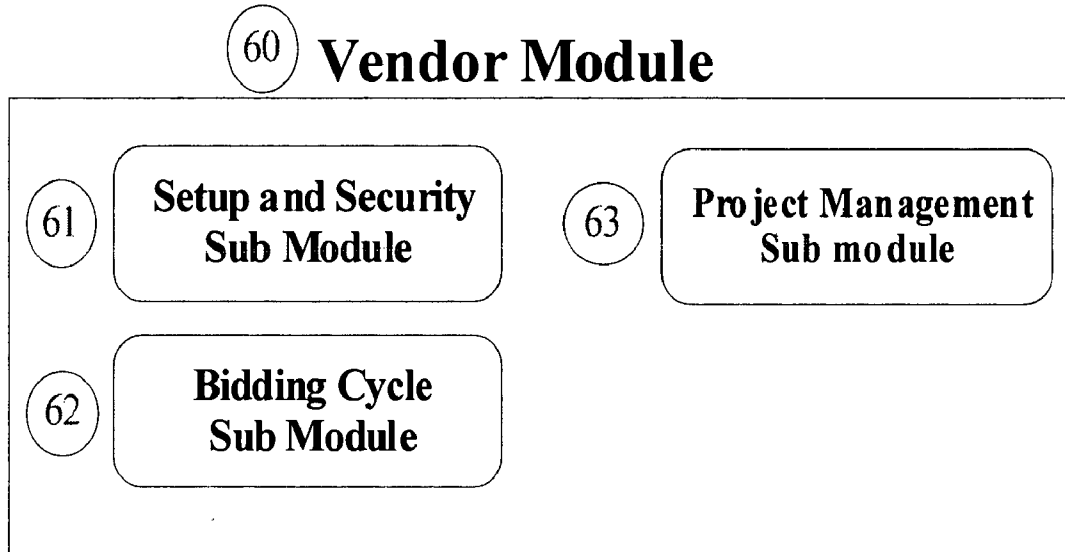 60 Vendor Module
61 Setup and Security
Sub Module
63 Project Management
Sub module
62 Bidding Cycle
Sub Module